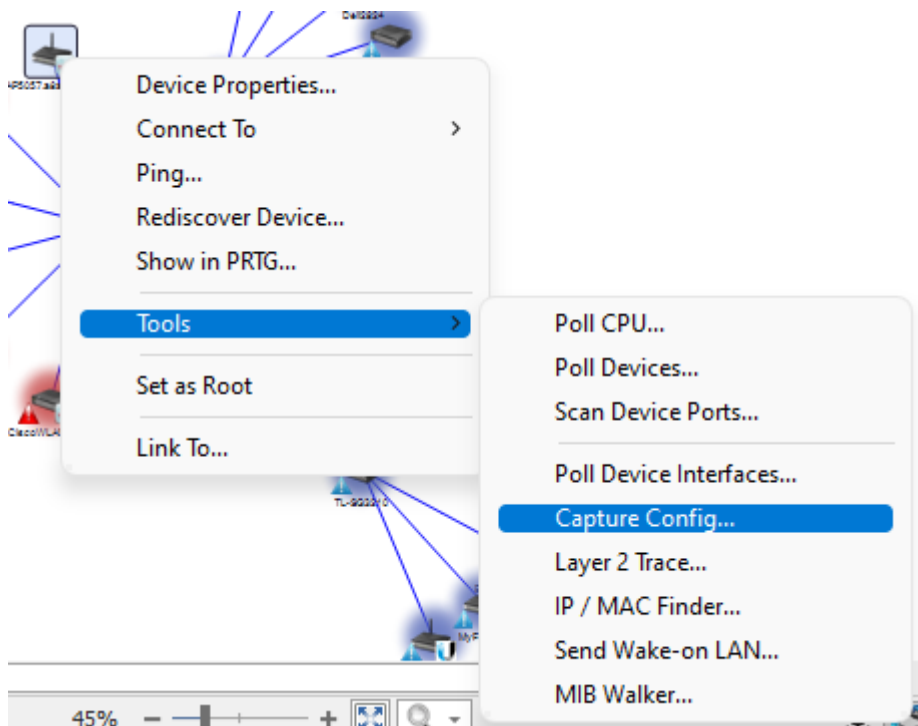 Dell2824
Device Properties...
Connect To
Ping...
Rediscover Device...
Show in PRTG...
Tools
Set as Root
Link To...
Poll CPU...
Poll Devices...
Scan Device Ports...
Poll Device Interfaces...
Capture Config...
Layer 2 Trace...
IP / MAC Finder...
Send Wake-on LAN...
MIB Walker...
CiscoWLA
45%